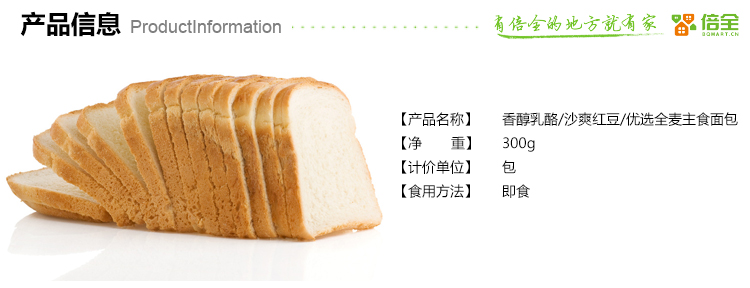 产品信息 ProductInformation
有倍全的地方就有家
倍全
BQMART.CN
【产品名称】 香醇乳酪/沙爽红豆/优选全麦主食面包
【净 重】 300g
【计价单位】 包
【食用方法】 即食